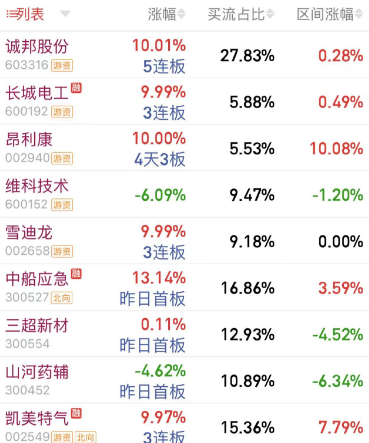 列表 涨幅 买流占比 区间涨幅
诚邦股份 10.01% 27.83% 0.28%
603316 游资 5连板
长城电工 融 9.99% 5.88% 0.49%
600192 游资 3连板
昂利康 10.00% 5.53% 10.08%
002940 游资 4天3板
维科技术 -6.09% 9.47% -1.20%
600152 游资
雪迪龙 9.99% 9.18% 0.00%
002658 游资 3连板
中船应急 融 13.14% 16.86% 3.59%
300527 北向 昨日首板
三超新材 0.11% 12.93% -4.52%
300554 昨日首板
山河药辅 -4.62% 10.89% -6.34%
300452 昨日首板
凯美特气 融 9.97% 15.36% 7.79%
002549 游资 北向 3连板